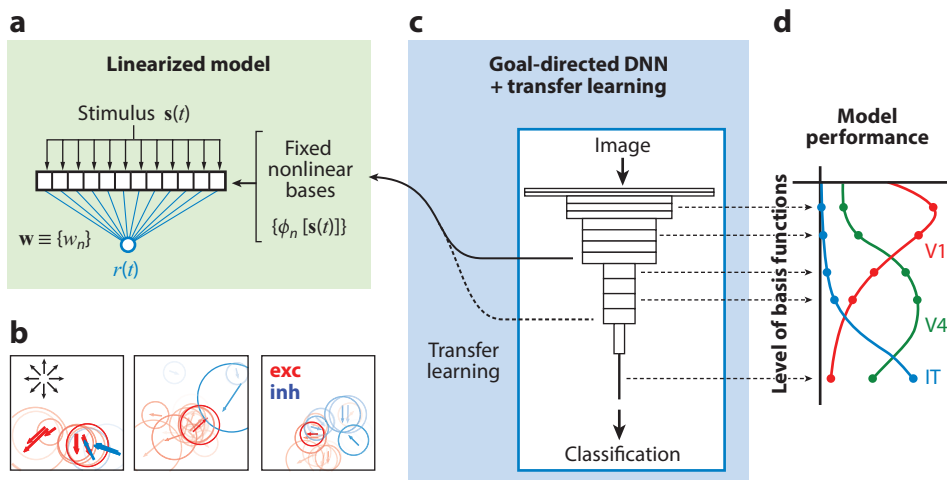 a
Linearized model
Stimulus s(t)
Fixed
nonlinear
bases
{ϕn [s(t)]}
w ≡ {wn}
r(t)
b
exc
inh
c
Goal-directed DNN
+ transfer learning
Image
Transfer
learning
Classification
d
Model
performance
Level of basis functions
V1
V4
IT